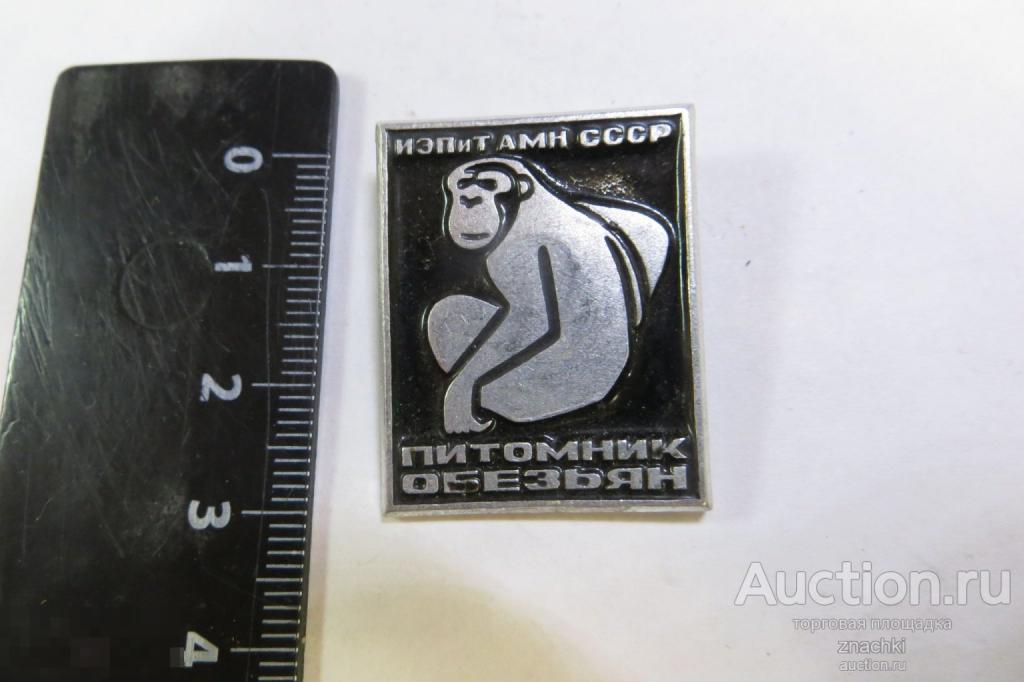 0
1
2
3
4
ИЭПиТ АМН СССР
ПИТОМНИК
ОБЕЗЬЯН
Auction.ru
торговая площадка
znachki
auction.ru